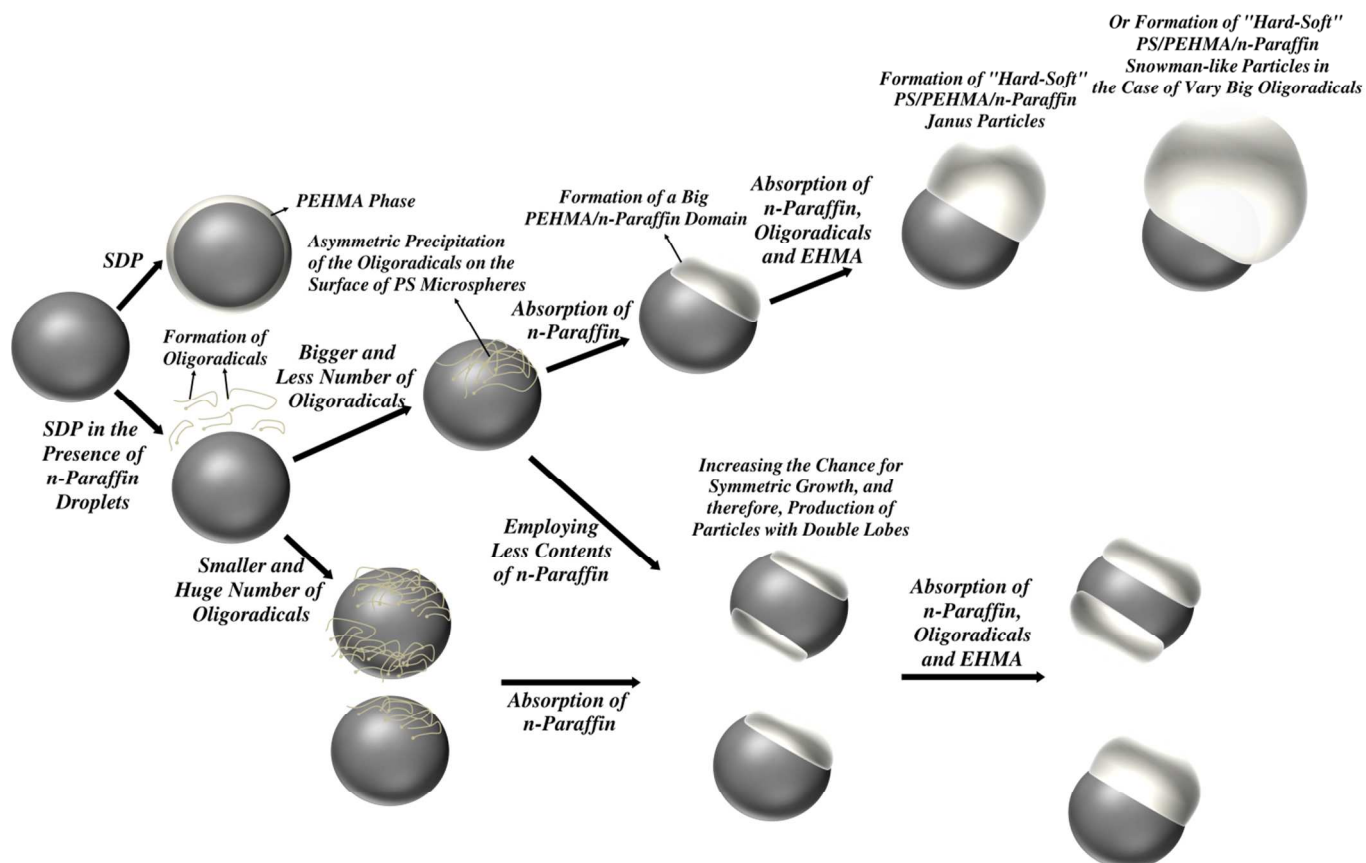 Or Formation of "Hard-Soft"
PS/PEHMA/n-Paraffin
Snowman-like Particles in
the Case of Vary Big Oligoradicals
Formation of "Hard-Soft"
PS/PEHMA/n-Paraffin
Janus Particles
Formation of a Big
PEHMA/n-Paraffin Domain
Absorption of
n-Paraffin,
Oligoradicals
and EHMA
PEHMA Phase
SDP
Asymmetric Precipitation
of the Oligoradicals on the
Surface of PS Microspheres
Absorption of
n-Paraffin
Formation of
Oligoradicals
Bigger and
Less Number of
Oligoradicals
SDP in the
Presence of
n-Paraffin
Droplets
Increasing the Chance for
Symmetric Growth, and
therefore, Production of
Particles with Double Lobes
Employing
Less Contents
of n-Paraffin
Smaller and
Huge Number of
Oligoradicals
Absorption of
n-Paraffin,
Oligoradicals
and EHMA
Absorption of
n-Paraffin